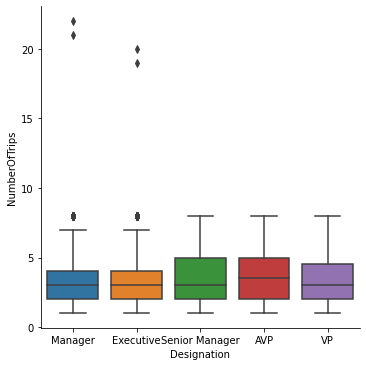 20
15
10
5
0
NumberOfTrips
Manager
Executive
Senior Manager
AVP
VP
Designation